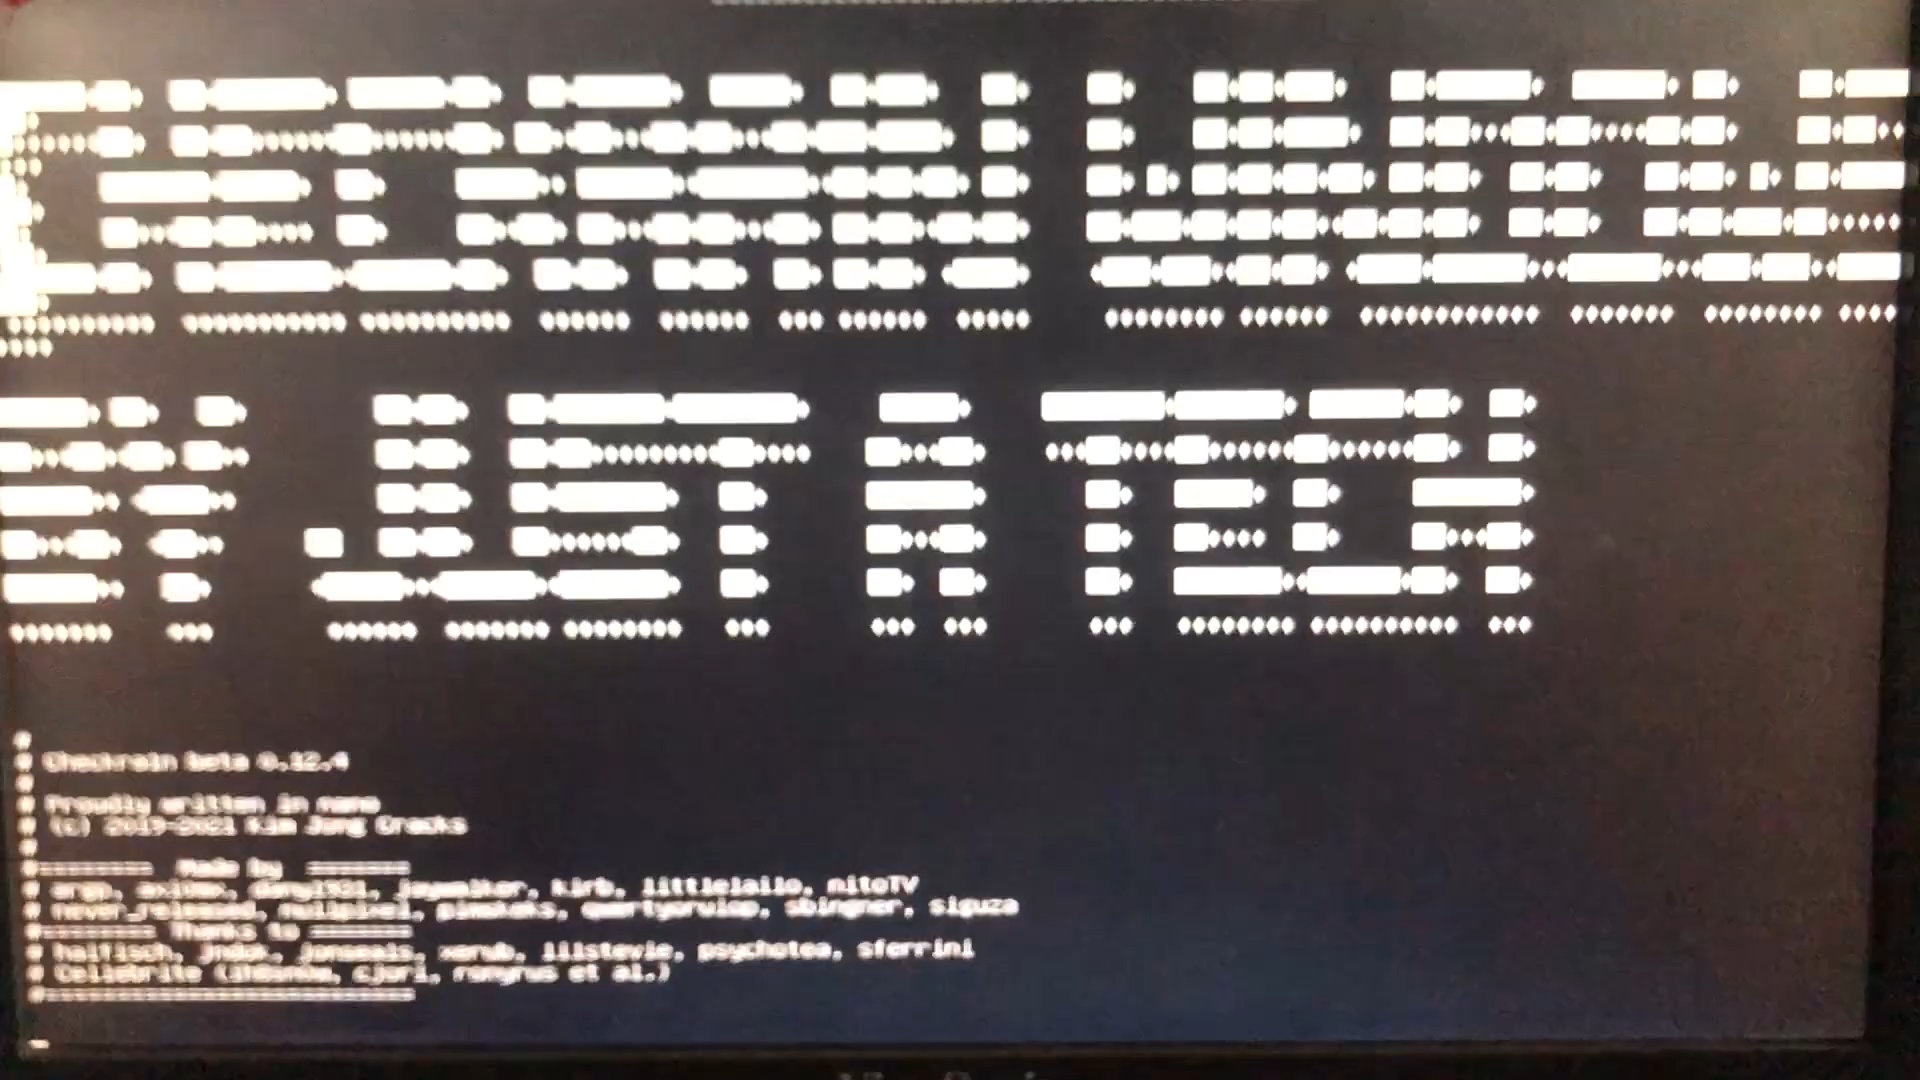 BY JUST A TECH
#
# Checkra1n beta 0.12.4
#
# Proudly written in nano
# (c) 2019-2021 Kim Jong Cracks
#
#======== Made by =======
# argp, axi0mx, danyl931, jaywalker, kirb, littlelailo, nitoTV
# never_released, nullpixel, pimskeks, qwertyoruiop, sbingner, siguza
#======== Thanks to =======
# haifisch, jndok, jonseals, xerub, lilstevie, psychotea, sferrini
# Cellebrite (ih8sn0w, cjori, ronyrus et al.)
#==========================